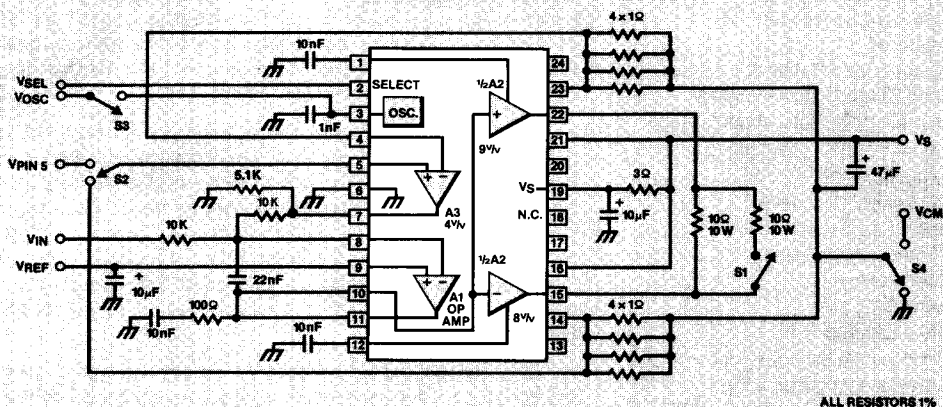 4 x 1Ω
10nF
1
24
VSEL
2
SELECT
23
VOSC
S3
3
OSC.
1nF
½A2
+
22
9V/V
4
21
VS
VPIN 5
S2
5
+ −
20
47µF
+
5.1K
6
VS
19
3Ω
10K
7
A3
4V/V
N.C.
18
+
10µF
10Ω
10W
10Ω
10W
VCM
17
VIN
10K
8
½A2
16
S1
S4
VREF
9
+ −
+
10µF
22nF
10
A1
OP
AMP
−
15
100Ω
11
8V/V
14
4 x 1Ω
10nF
10nF
12
13
ALL RESISTORS 1%